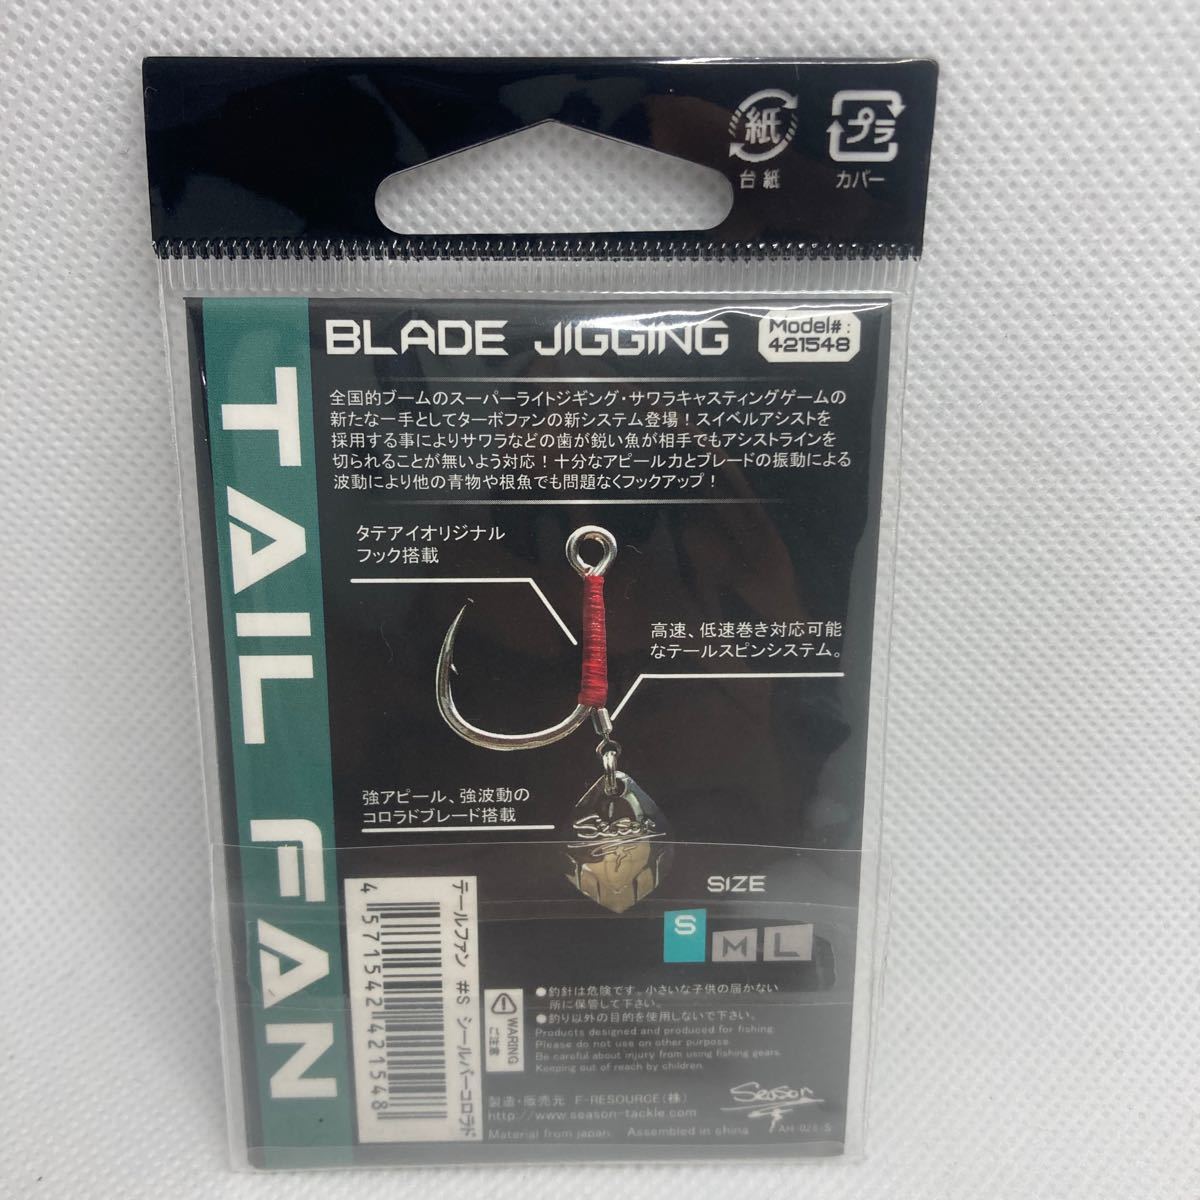 紙
台紙
プラ
カバー
TAIL FAN
BLADE JIGGING
Model#:
421548
全国的ブームのスーパーライトジギング・サワラキャスティングゲームの
新たな一手としてターボファンの新システム登場！スイベルアシストを
採用する事によりサワラなどの歯が鋭い魚が相手でもアシストラインを
切られることが無いよう対応！十分なアピール力とブレードの振動による
波動により他の青物や根魚でも問題なくフックアップ！
タテアイオリジナル
フック搭載
高速、低速巻き対応可能
なテールスピンシステム。
強アピール、強波動の
コロラドブレード搭載
Season
SIZE
S M L
テールファン #S シールバーコロラド
4571542421548
WARING
ご注意
●釣針は危険です。小さいな子供の届かない
所に保管して下さい。
●釣り以外の目的を使用しないで下さい。
Products designed and produced for fishing.
Please do not use on other purpose.
Be careful about injury from using fishing gears.
Keeping out of reach by children.
製造・販売元 F-RESOURCE(株)
http://www.season-tackle.com
Material from japan Assembled in china
Season
AH-026-S